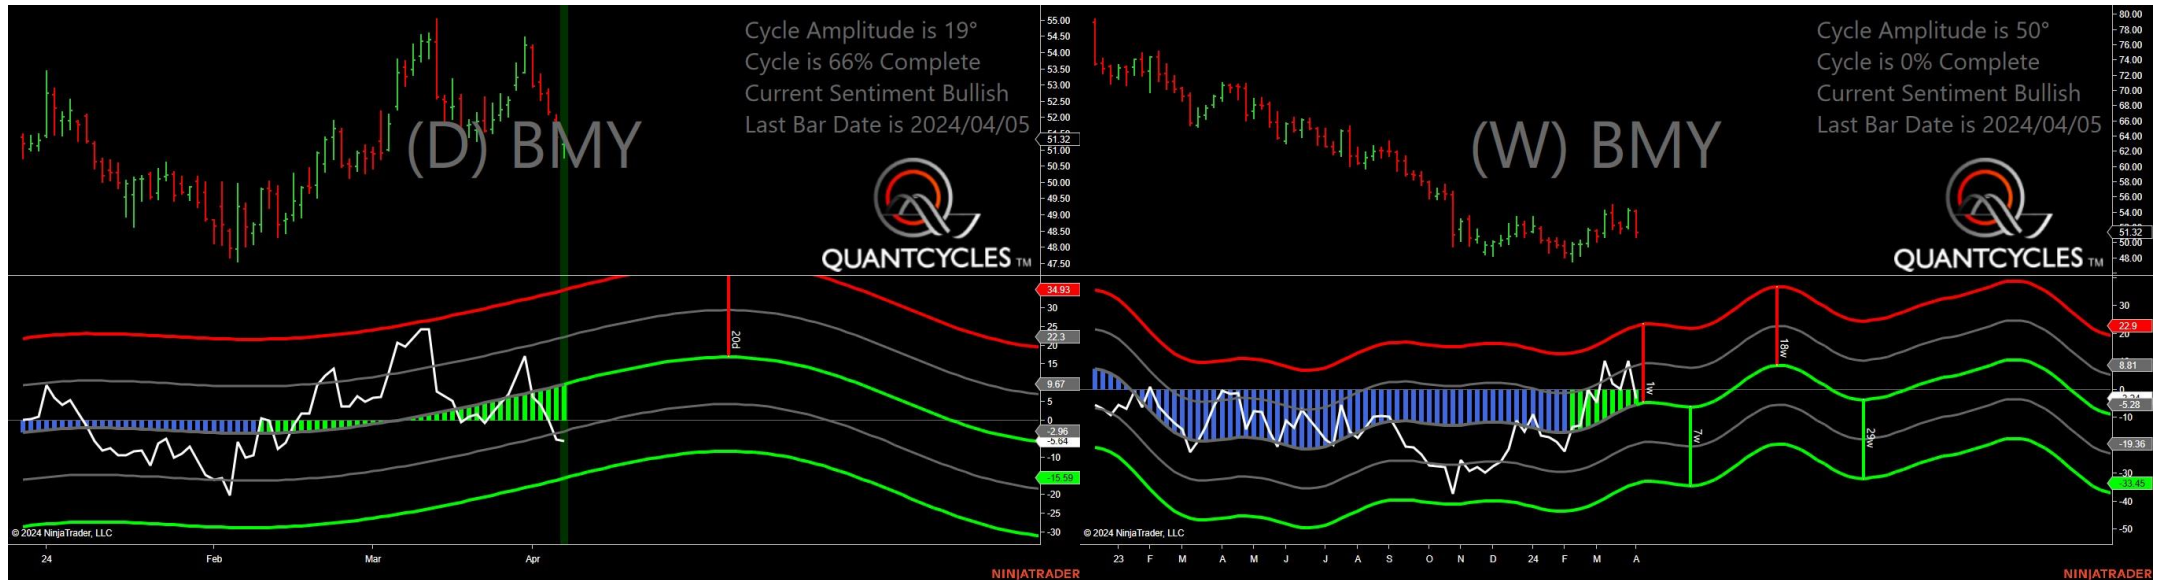 Cycle Amplitude is 19°
Cycle is 66% Complete
Current Sentiment Bullish
Last Bar Date is 2024/04/05
(D) BMY
QUANTCYCLES TM
55.00
54.50
54.00
53.50
53.00
52.50
52.00
51.32
51.00
50.50
50.00
49.50
49.00
48.50
48.00
47.50
34.93
30
25
22.3
20
15
9.67
5
0
-2.96
-5.64
-10
-15.59
-20
-25
-30
20d
© 2024 NinjaTrader, LLC
24 Feb Mar Apr
NINJATRADER
Cycle Amplitude is 50°
Cycle is 0% Complete
Current Sentiment Bullish
Last Bar Date is 2024/04/05
(W) BMY
QUANTCYCLES TM
80.00
78.00
76.00
74.00
72.00
70.00
68.00
66.00
64.00
62.00
60.00
58.00
56.00
54.00
51.32
50.00
48.00
30
22.9
20
8.81
0
-5.28
-10
-19.36
-30
-33.45
-40
-50
1w
7w
18w
29w
© 2024 NinjaTrader, LLC
23 F M A M J J A S O N D 24 F M A
NINJATRADER